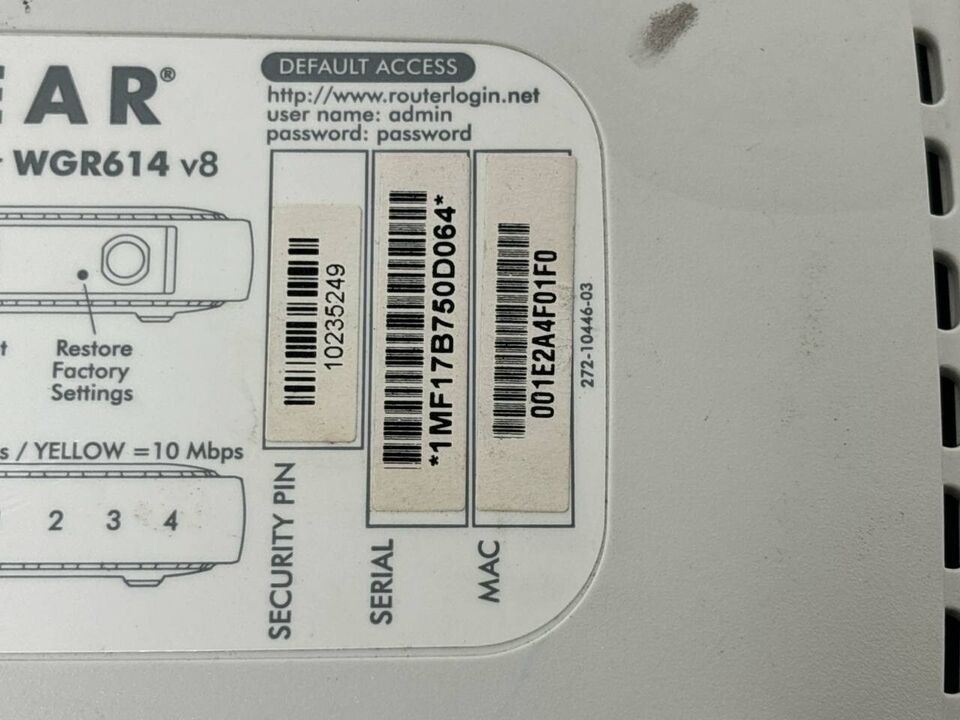 EAR®
WGR614 v8
DEFAULT ACCESS
http://www.routerlogin.net
user name: admin
password: password
Restore
Factory
Settings
s / YELLOW =10 Mbps
2 3 4
10235249
SECURITY PIN
*1MF17B750D064*
SERIAL
001E2A4F01F0
MAC
272-10446-03